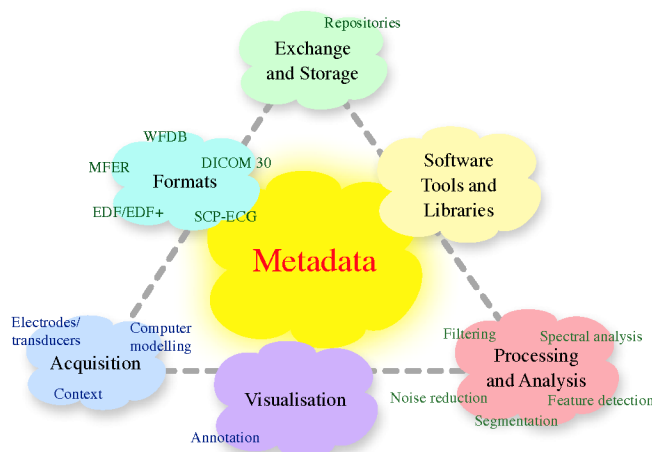 Repositories
Exchange
and Storage
WFDB
MFER
DICOM 30
Formats
EDF/EDF+
SCP-ECG
Software
Tools and
Libraries
Metadata
Electrodes/
transducers
Computer
modelling
Acquisition
Context
Visualisation
Annotation
Filtering
Spectral analysis
Processing
and Analysis
Noise reduction
Feature detection
Segmentation